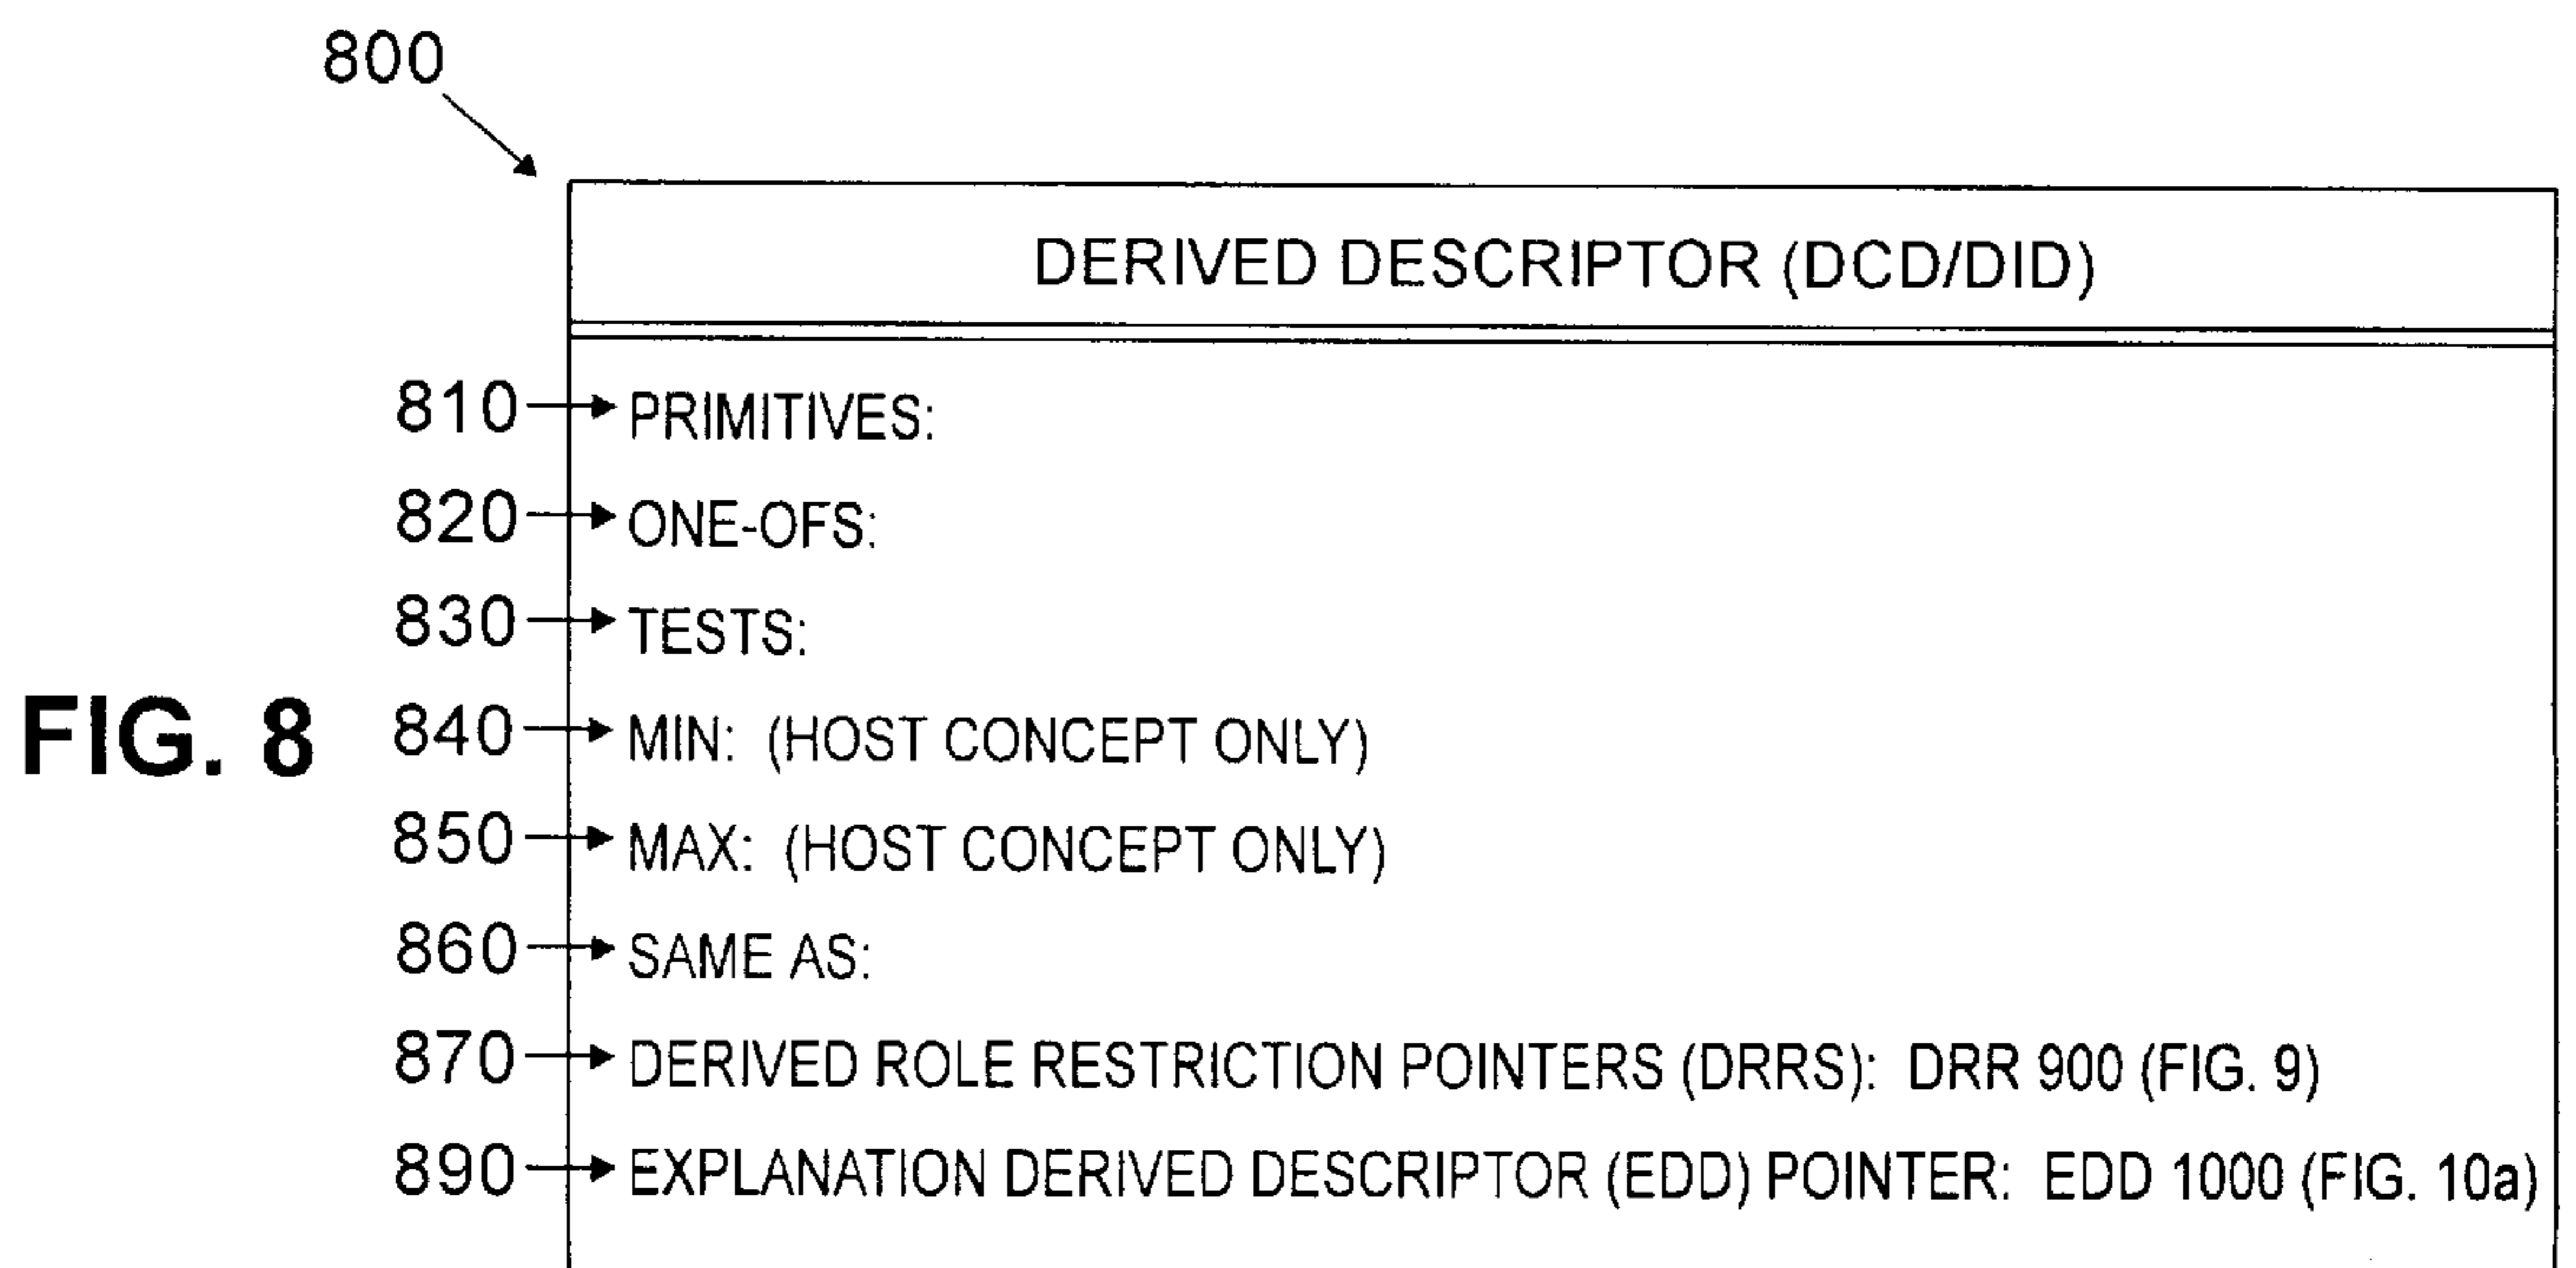 800
DERIVED DESCRIPTOR (DCD/DID)
810 PRIMITIVES:
820 ONE-OFS:
830 TESTS:
FIG. 8
840 MIN: (HOST CONCEPT ONLY)
850 MAX: (HOST CONCEPT ONLY)
860 SAME AS:
870 DERIVED ROLE RESTRICTION POINTERS (DRRS): DRR 900 (FIG. 9)
890 EXPLANATION DERIVED DESCRIPTOR (EDD) POINTER: EDD 1000 (FIG. 10a)